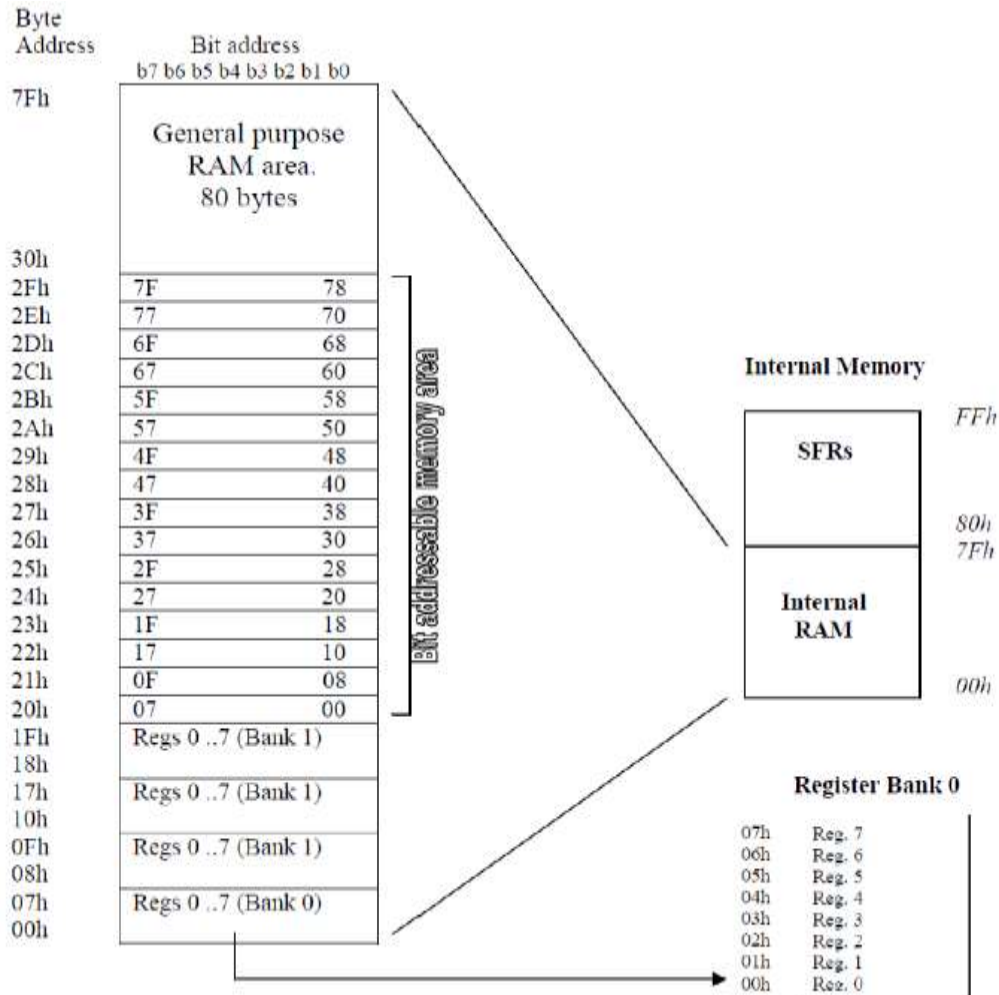 Byte
Address
Bit address
b7 b6 b5 b4 b3 b2 b1 b0
7Fh
General purpose
RAM area.
80 bytes
30h
2Fh 7F 78
2Eh 77 70
2Dh 6F 68
2Ch 67 60
2Bh 5F 58
2Ah 57 50
29h 4F 48
28h 47 40
27h 3F 38
26h 37 30
25h 2F 28
24h 27 20
23h 1F 18
22h 17 10
21h 0F 08
20h 07 00
Bit addressable memory area
1Fh Regs 0 ..7 (Bank 1)
18h
17h Regs 0 ..7 (Bank 1)
10h
0Fh Regs 0 ..7 (Bank 1)
08h
07h Regs 0 ..7 (Bank 0)
00h
Internal Memory
FFh
SFRs
80h
7Fh
Internal
RAM
00h
Register Bank 0
07h Reg. 7
06h Reg. 6
05h Reg. 5
04h Reg. 4
03h Reg. 3
02h Reg. 2
01h Reg. 1
00h Reg. 0